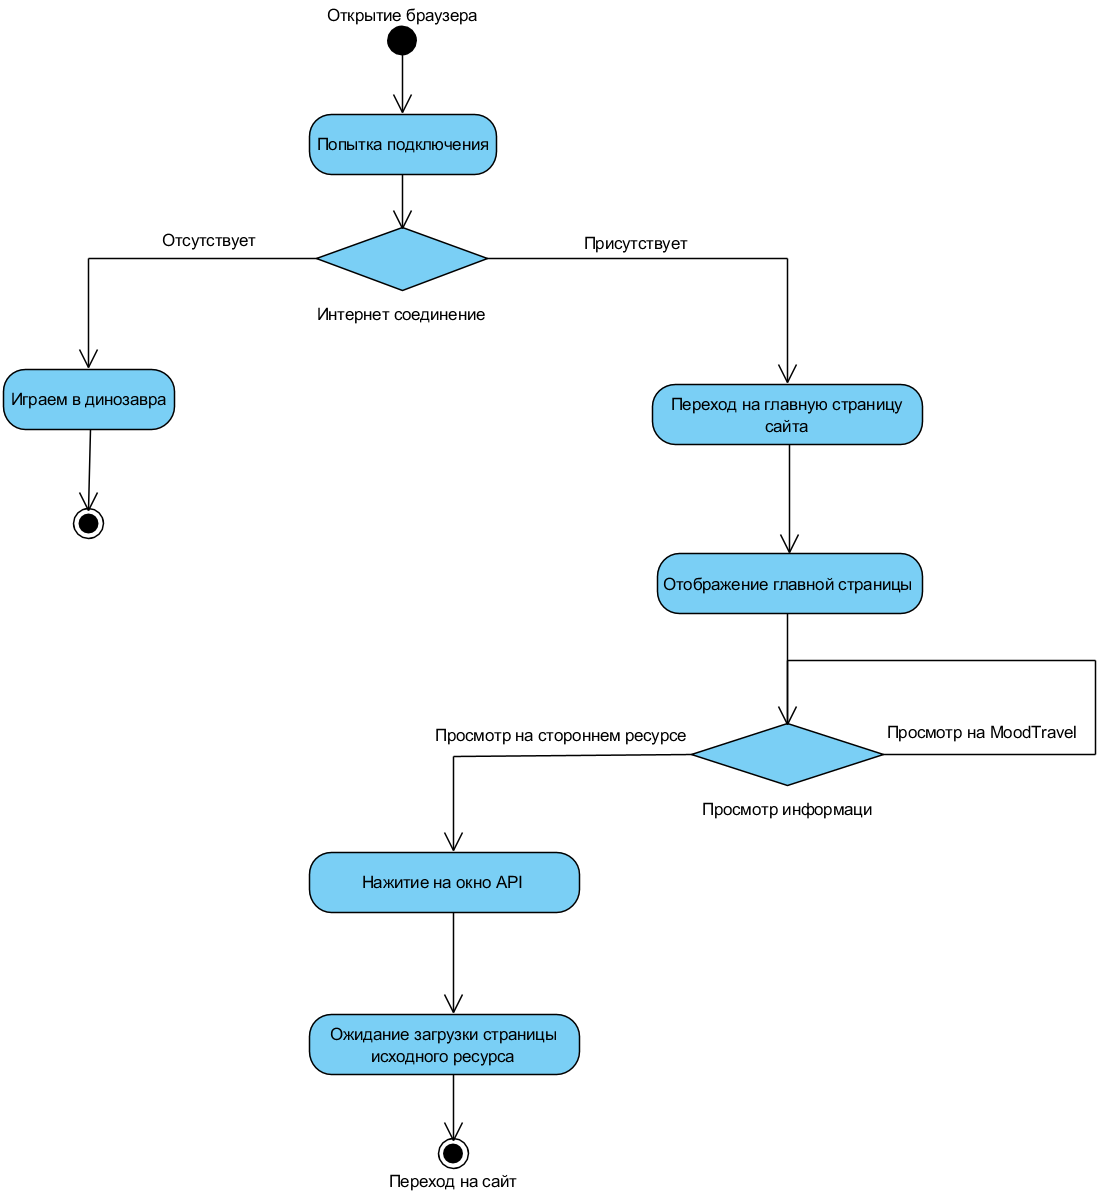 Открытие браузера
Попытка подключения
Отсутствует
Присутствует
Интернет соединение
Играем в динозавра
Переход на главную страницу
сайта
Отображение главной страницы
Просмотр на стороннем ресурсе
Просмотр на MoodTravel
Просмотр информаци
Нажитие на окно API
Ожидание загрузки страницы
исходного ресурса
Переход на сайт